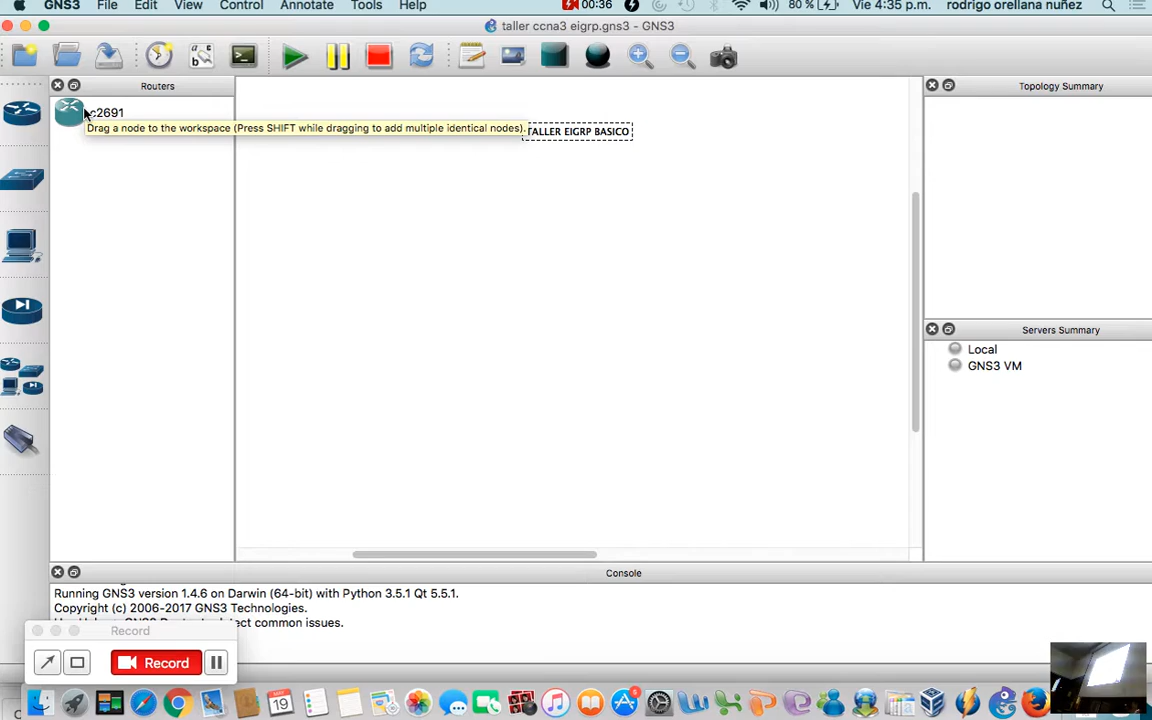 GNS3 File Edit View Control Annotate Tools Help 00:36 80% Vie 4:35 p.m. rodrigo orellana nuñez
taller ccna3 eigrp.gns3 - GNS3
Routers
Topology Summary
c2691
Drag a node to the workspace (Press SHIFT while dragging to add multiple identical nodes).
TALLER EIGRP BASICO
Servers Summary
Local
GNS3 VM
Console
Running GNS3 version 1.4.6 on Darwin (64-bit) with Python 3.5.1 Qt 5.5.1.
Copyright (c) 2006-2017 GNS3 Technologies.
common issues.
Record
Record
19
6